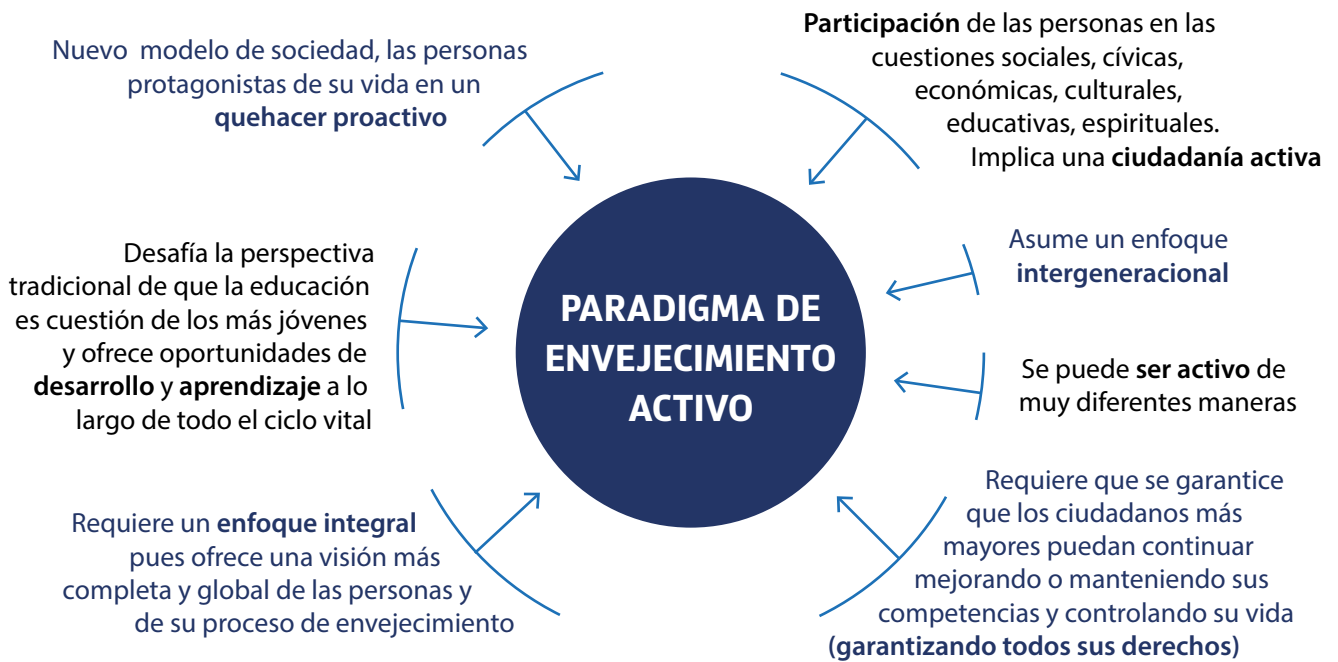 Nuevo modelo de sociedad, las personas
protagonistas de su vida en un
quehacer proactivo
Participación de las personas en las
cuestiones sociales, cívicas,
económicas, culturales,
educativas, espirituales.
Implica una ciudadanía activa
Desafía la perspectiva
tradicional de que la educación
es cuestión de los más jóvenes
y ofrece oportunidades de
desarrollo y aprendizaje a lo
largo de todo el ciclo vital
PARADIGMA DE
ENVEJECIMIENTO
ACTIVO
Asume un enfoque
intergeneracional
Se puede ser activo de
muy diferentes maneras
Requiere un enfoque integral
pues ofrece una visión más
completa y global de las personas y
de su proceso de envejecimiento
Requiere que se garantice
que los ciudadanos más
mayores puedan continuar
mejorando o manteniendo sus
competencias y controlando su vida
(garantizando todos sus derechos)